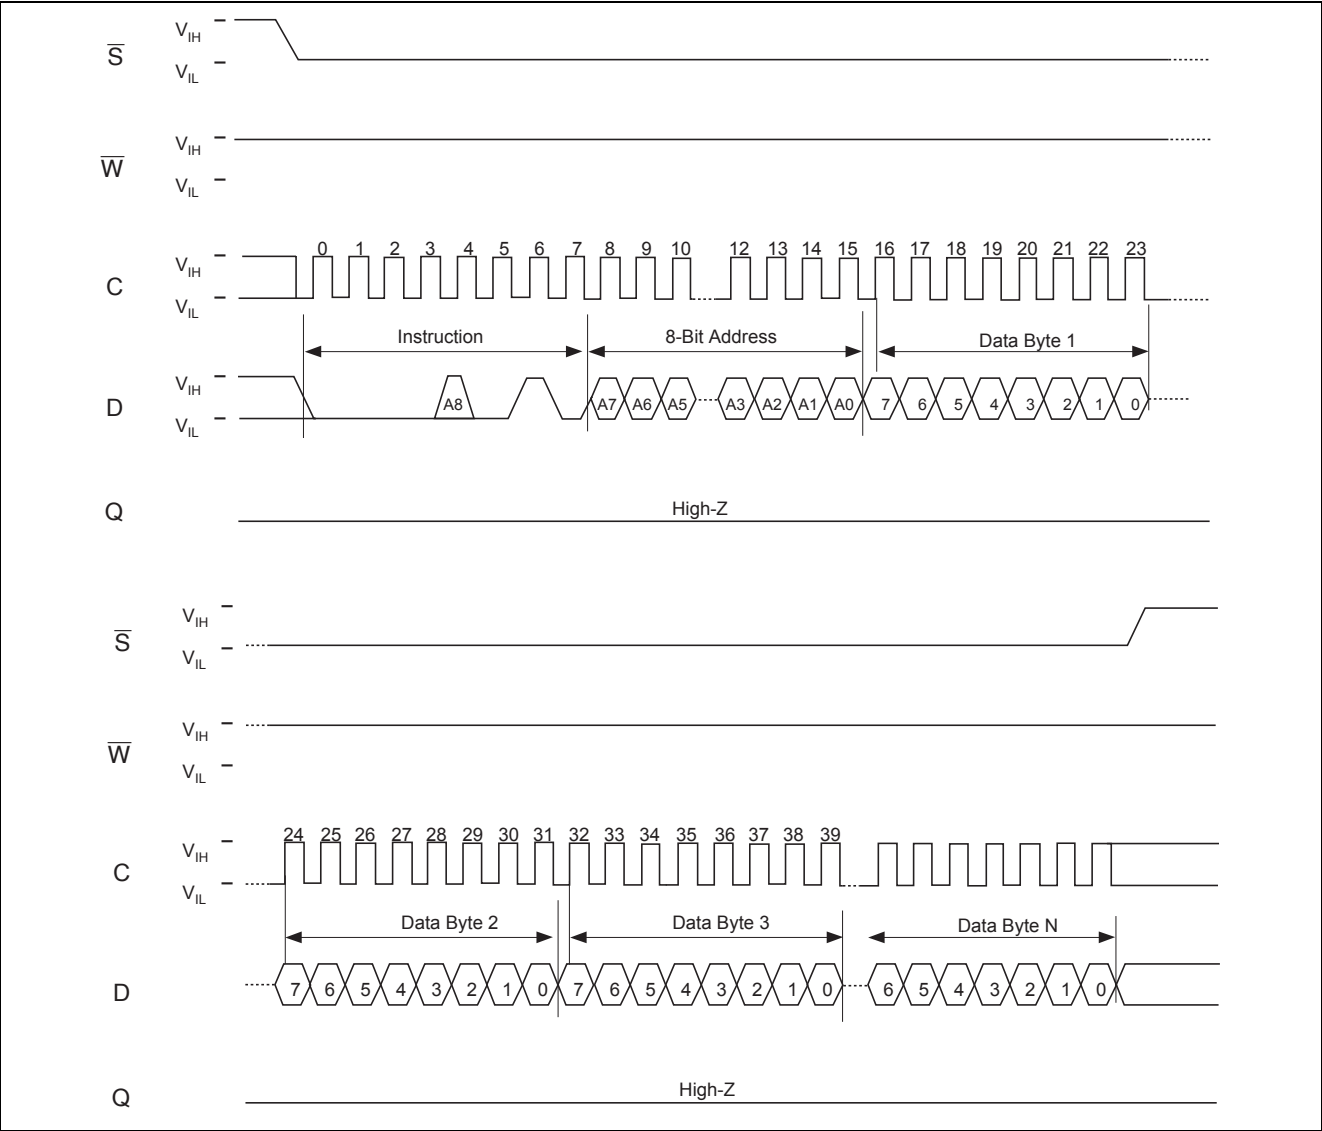 V_IH
S̅
V_IL
V_IH
W̅
V_IL
0 1 2 3 4 5 6 7 8 9 10 12 13 14 15 16 17 18 19 20 21 22 23
V_IH
C
V_IL
Instruction 8-Bit Address Data Byte 1
V_IH
D A8 A7 A6 A5 A3 A2 A1 A0 7 6 5 4 3 2 1 0
V_IL
High-Z
Q
V_IH
S̅
V_IL
V_IH
W̅
V_IL
24 25 26 27 28 29 30 31 32 33 34 35 36 37 38 39
V_IH
C
V_IL
Data Byte 2 Data Byte 3 Data Byte N
D 7 6 5 4 3 2 1 0 7 6 5 4 3 2 1 0 6 5 4 3 2 1 0
High-Z
Q